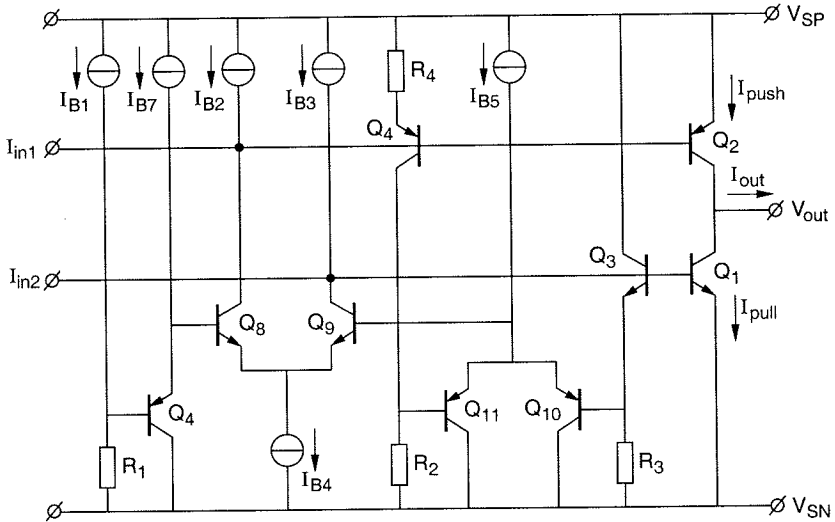 V_SP
I_B1 I_B7 I_B2 I_B3 R_4 I_B5 I_push
I_in1 Q_4 Q_2
I_out
V_out
I_in2 Q_3 Q_1
Q_8 Q_9 I_pull
Q_4 Q_11 Q_10
R_1 I_B4 R_2 R_3
V_SN